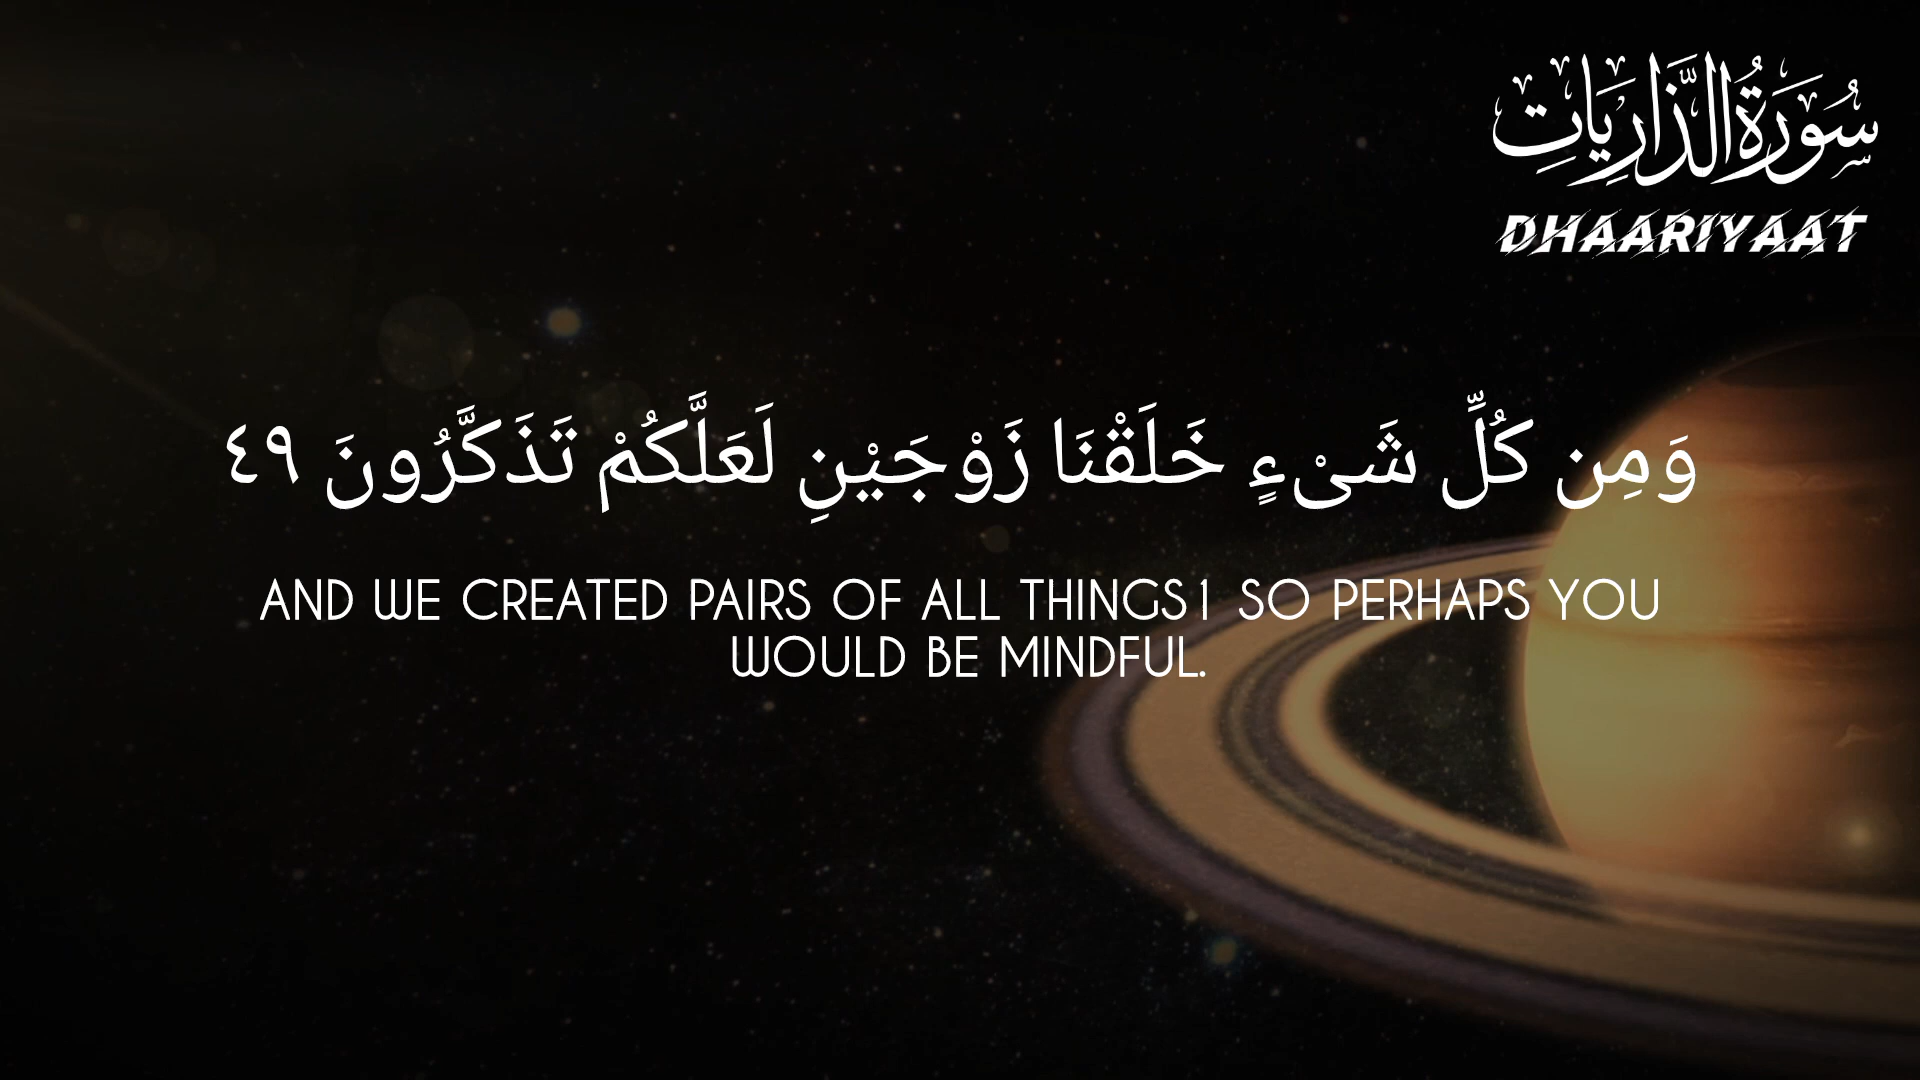 سُورَةُ الذَّارِيَاتِ
DHAARIYAAT
وَمِن كُلِّ شَىْءٍ خَلَقْنَا زَوْجَيْنِ لَعَلَّكُمْ تَذَكَّرُونَ ٤٩
AND WE CREATED PAIRS OF ALL THINGS1 SO PERHAPS YOU
WOULD BE MINDFUL.